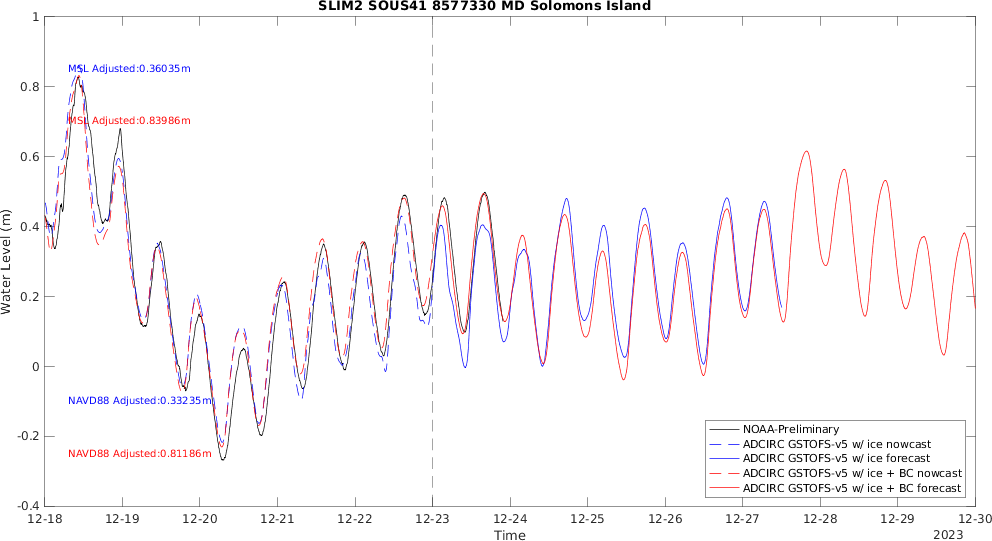 SLIM2 SOUS41 8577330 MD Solomons Island
Water Level (m)
1
0.8
0.6
0.4
0.2
0
-0.2
-0.4
MSL Adjusted:0.36035m
MSL Adjusted:0.83986m
NAVD88 Adjusted:0.33235m
NAVD88 Adjusted:0.81186m
NOAA-Preliminary
ADCIRC GSTOFS-v5 w/ ice nowcast
ADCIRC GSTOFS-v5 w/ ice forecast
ADCIRC GSTOFS-v5 w/ ice + BC nowcast
ADCIRC GSTOFS-v5 w/ ice + BC forecast
12-18 12-19 12-20 12-21 12-22 12-23 12-24 12-25 12-26 12-27 12-28 12-29 12-30
Time
2023